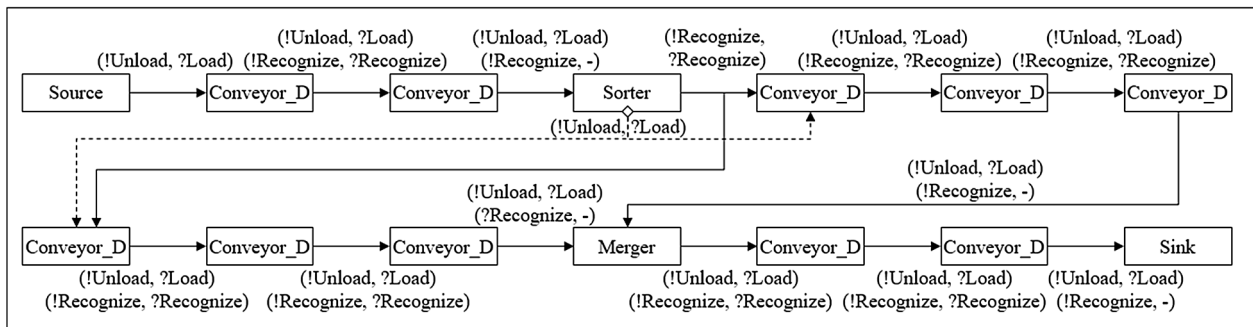 (!Unload, ?Load)
(!Unload, ?Load)
(!Recognize, ?Recognize)
(!Unload, ?Load)
(!Recognize, -)
(!Recognize,
?Recognize)
(!Unload, ?Load)
(!Recognize, ?Recognize)
(!Unload, ?Load)
(!Recognize, ?Recognize)
Source
Conveyor_D
Conveyor_D
Sorter
Conveyor_D
Conveyor_D
Conveyor_D
(!Unload, ?Load)
(!Unload, ?Load)
(?Recognize, -)
(!Unload, ?Load)
(!Recognize, -)
Conveyor_D
Conveyor_D
Conveyor_D
Merger
Conveyor_D
Conveyor_D
Sink
(!Unload, ?Load)
(!Recognize, ?Recognize)
(!Unload, ?Load)
(!Recognize, ?Recognize)
(!Unload, ?Load)
(!Recognize, ?Recognize)
(!Unload, ?Load)
(!Recognize, ?Recognize)
(!Unload, ?Load)
(!Recognize, -)